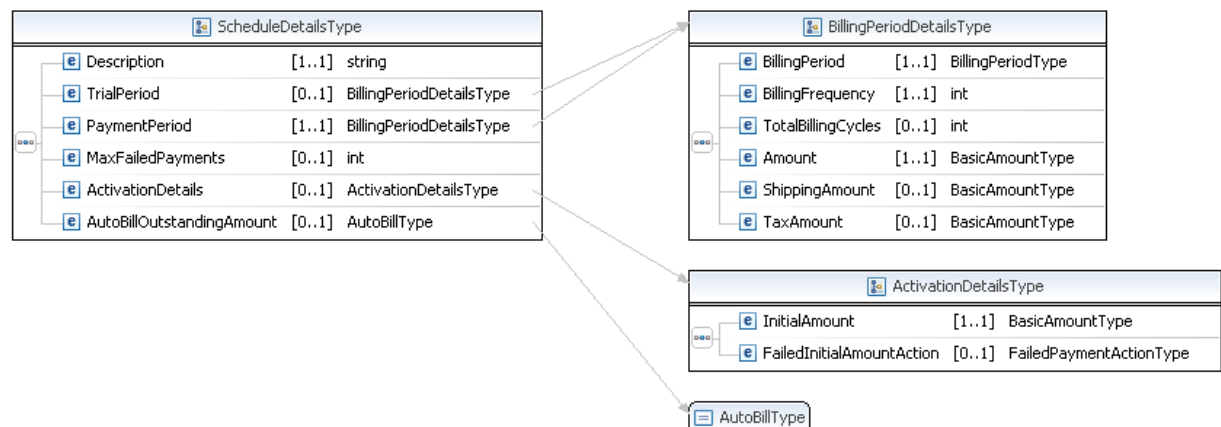 ScheduleDetailsType
Description [1..1] string
TrialPeriod [0..1] BillingPeriodDetailsType
PaymentPeriod [1..1] BillingPeriodDetailsType
MaxFailedPayments [0..1] int
ActivationDetails [0..1] ActivationDetailsType
AutoBillOutstandingAmount [0..1] AutoBillType
BillingPeriodDetailsType
BillingPeriod [1..1] BillingPeriodType
BillingFrequency [1..1] int
TotalBillingCycles [0..1] int
Amount [1..1] BasicAmountType
ShippingAmount [0..1] BasicAmountType
TaxAmount [0..1] BasicAmountType
ActivationDetailsType
InitialAmount [1..1] BasicAmountType
FailedInitialAmountAction [0..1] FailedPaymentActionType
AutoBillType